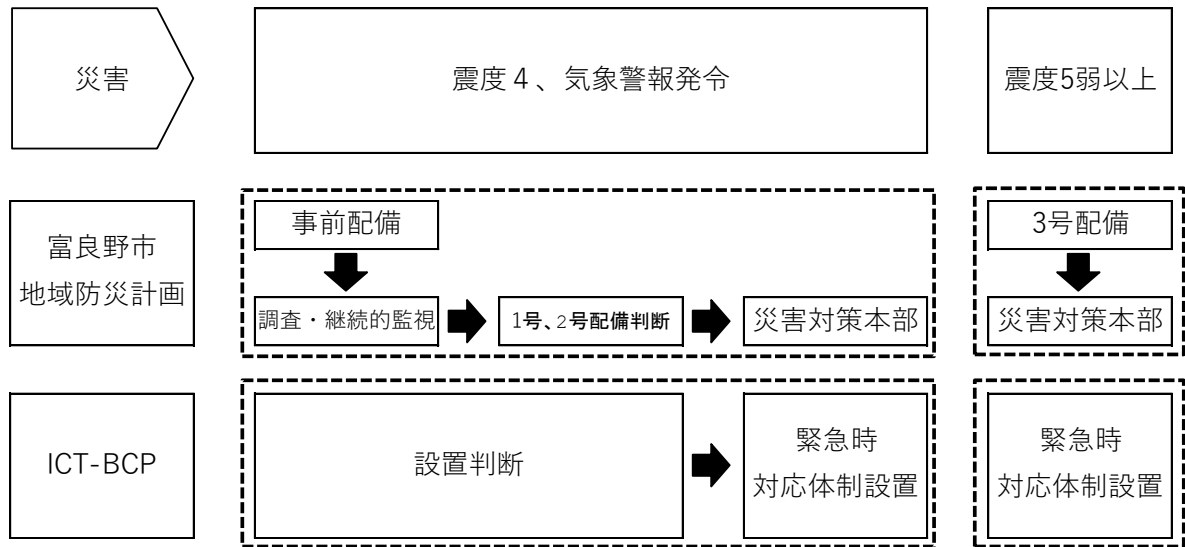 災害
震度４、気象警報発令
震度5弱以上
富良野市
地域防災計画
事前配備
調査・継続的監視
1号、2号配備判断
災害対策本部
3号配備
災害対策本部
ICT-BCP
設置判断
緊急時
対応体制設置
緊急時
対応体制設置